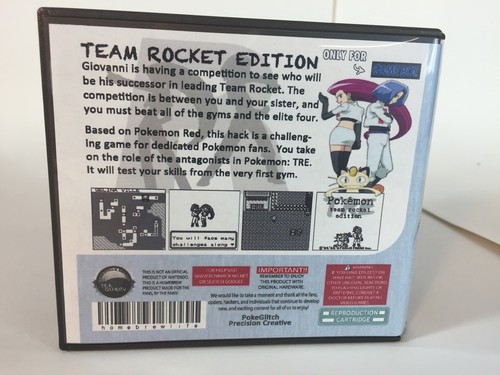 TEAM ROCKET EDITION
ONLY FOR
Giovanni is having a competition to see who will
be his successor in leading Team Rocket. The
competition is between you and your sister, and
you must beat all of the gyms and the elite four.
Based on Pokemon Red, this hack is a challeng-
ing game for dedicated Pokemon fans. You take
on the role of the antagonists in Pokemon: TRE.
It will test your skills from the very first gym.
You will face many
challenges along
Pokémon
team rocket
edition
THIS IS NOT AN OFFICIAL
PRODUCT OF NINTENDO.
THIS IS A HOMEBREW
PRODUCT MADE FOR THE
FANS, BY THE FANS!
IMPORTANT!!
REMEMBER TO ENJOY
THIS PRODUCT WITH
ORIGINAL HARDWARE.
WARNING
We would like to take a moment and thank all the fans,
coders, hackers, and individuals that continue to develop
new, and exciting content for all of us to enjoy!
PokeGlitch
Precision Creative
homebrewlife
REPRODUCTION
CARTRIDGE